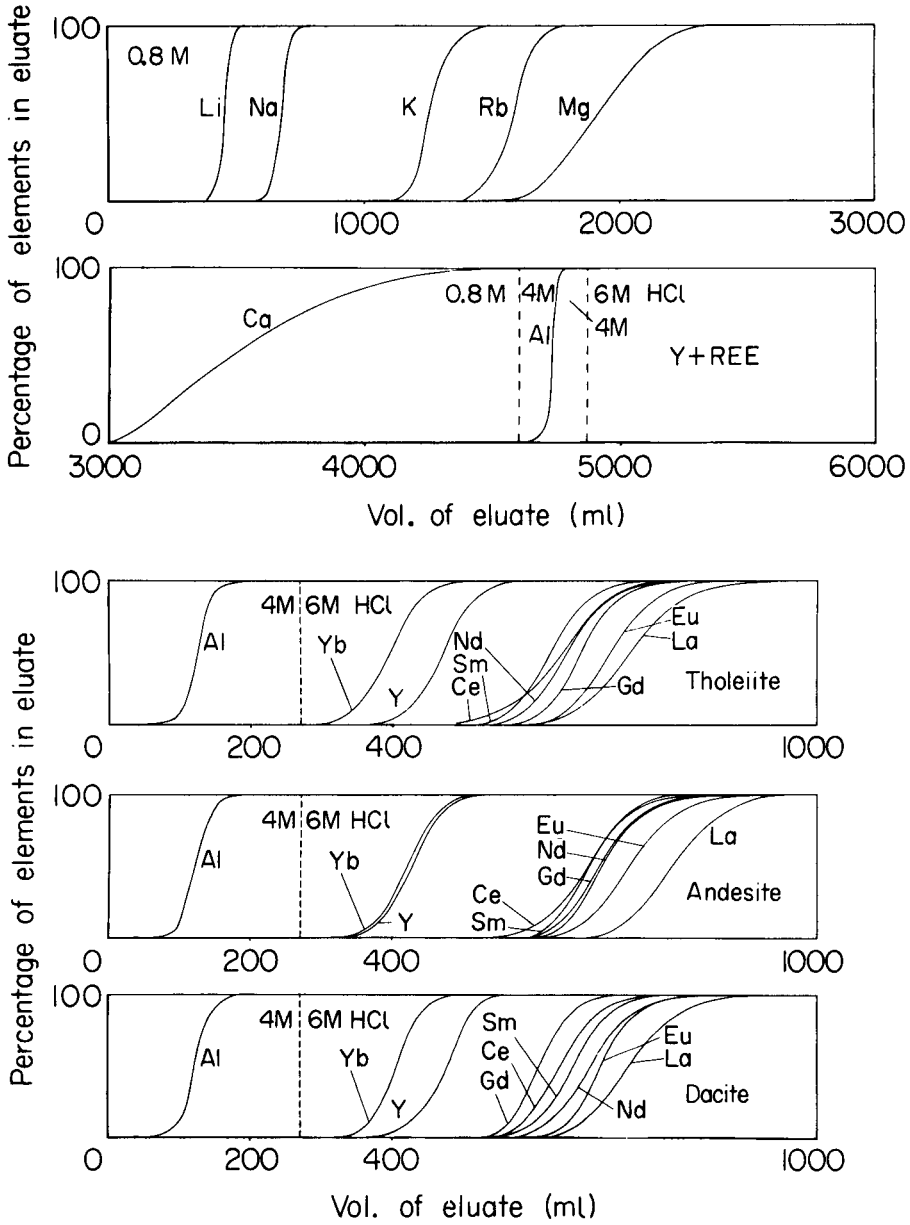 Percentage of elements in eluate
100
0.8 M
Li
Na
K
Rb
Mg
0
1000
2000
3000
100
Ca
0.8 M
4M
6M HCl
Al
4M
Y+REE
0
3000
4000
5000
6000
Vol. of eluate (ml)
Percentage of elements in eluate
100
4M
6M HCl
Al
Yb
Y
Nd
Sm
Ce
Eu
La
Gd
Tholeiite
0
200
400
1000
100
4M
6M HCl
Al
Yb
Y
Eu
Nd
Gd
Ce
Sm
La
Andesite
0
200
400
1000
100
4M
6M HCl
Al
Yb
Y
Sm
Ce
Gd
Eu
La
Nd
Dacite
0
200
400
1000
Vol. of eluate (ml)